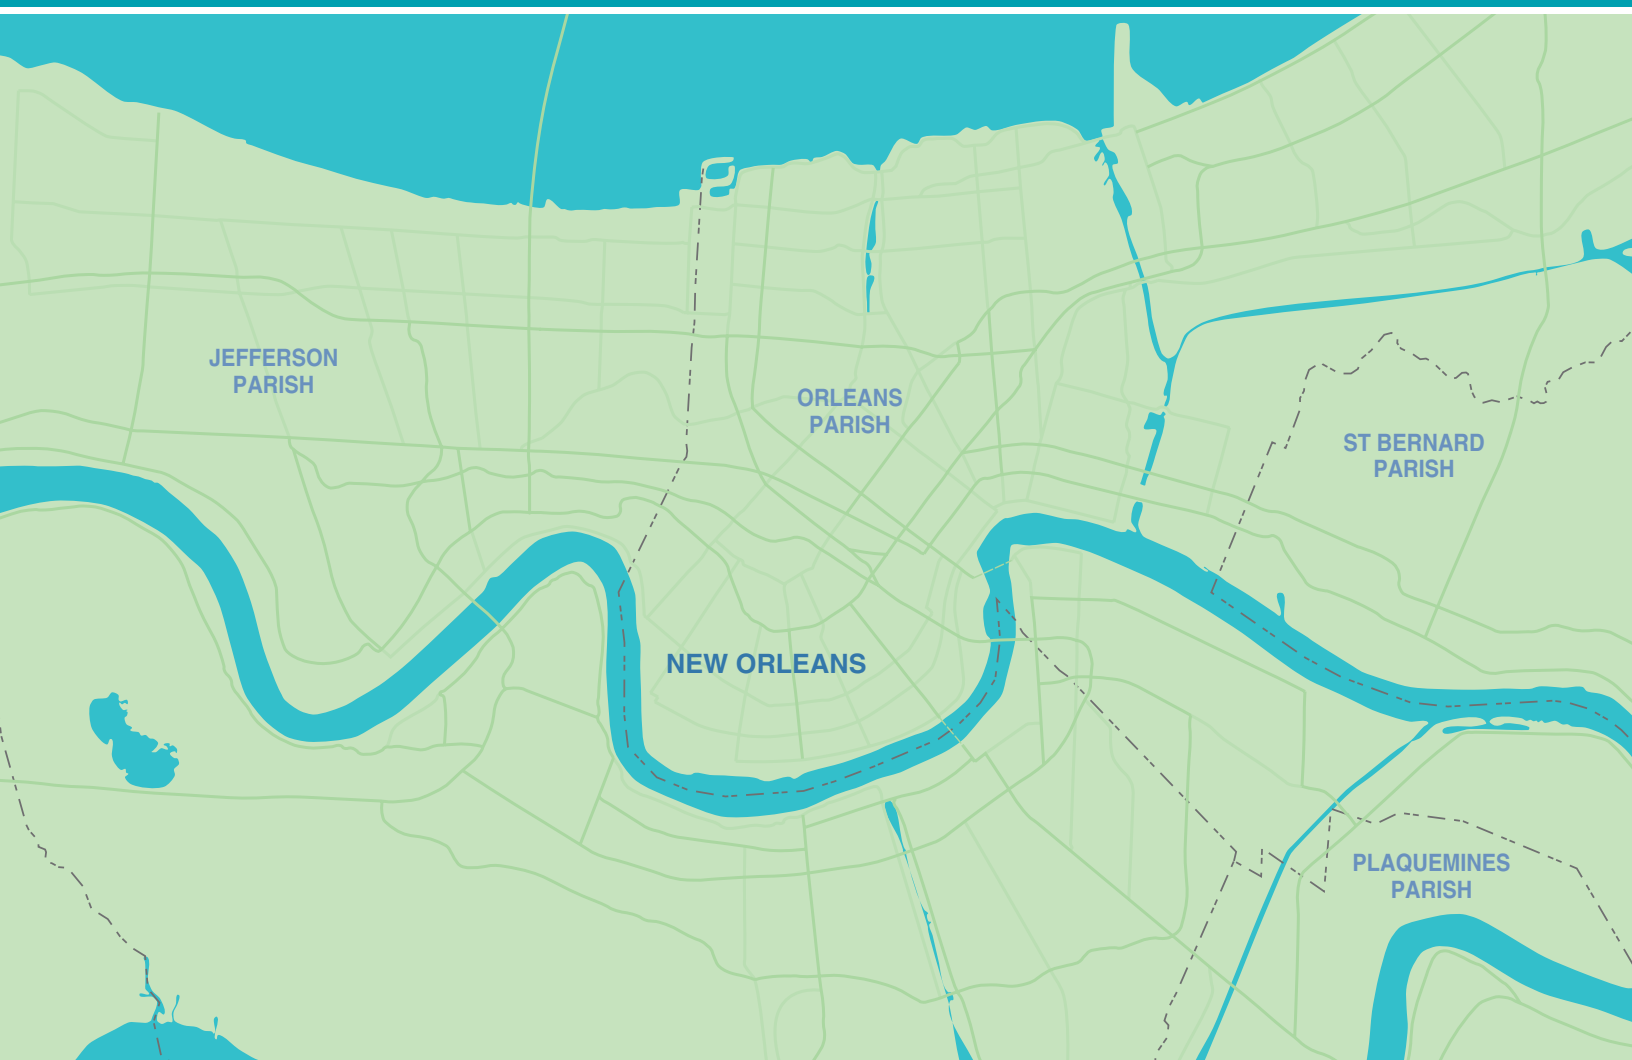 JEFFERSON
PARISH
ORLEANS
PARISH
ST BERNARD
PARISH
NEW ORLEANS
PLAQUEMINES
PARISH